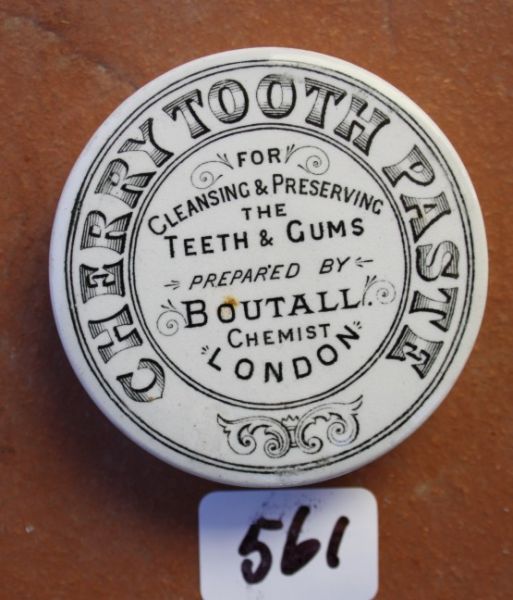 CHERRY TOOTH PASTE
FOR
CLEANSING & PRESERVING
THE
TEETH & GUMS
PREPARED BY
BOUTALL.
CHEMIST
LONDON
561